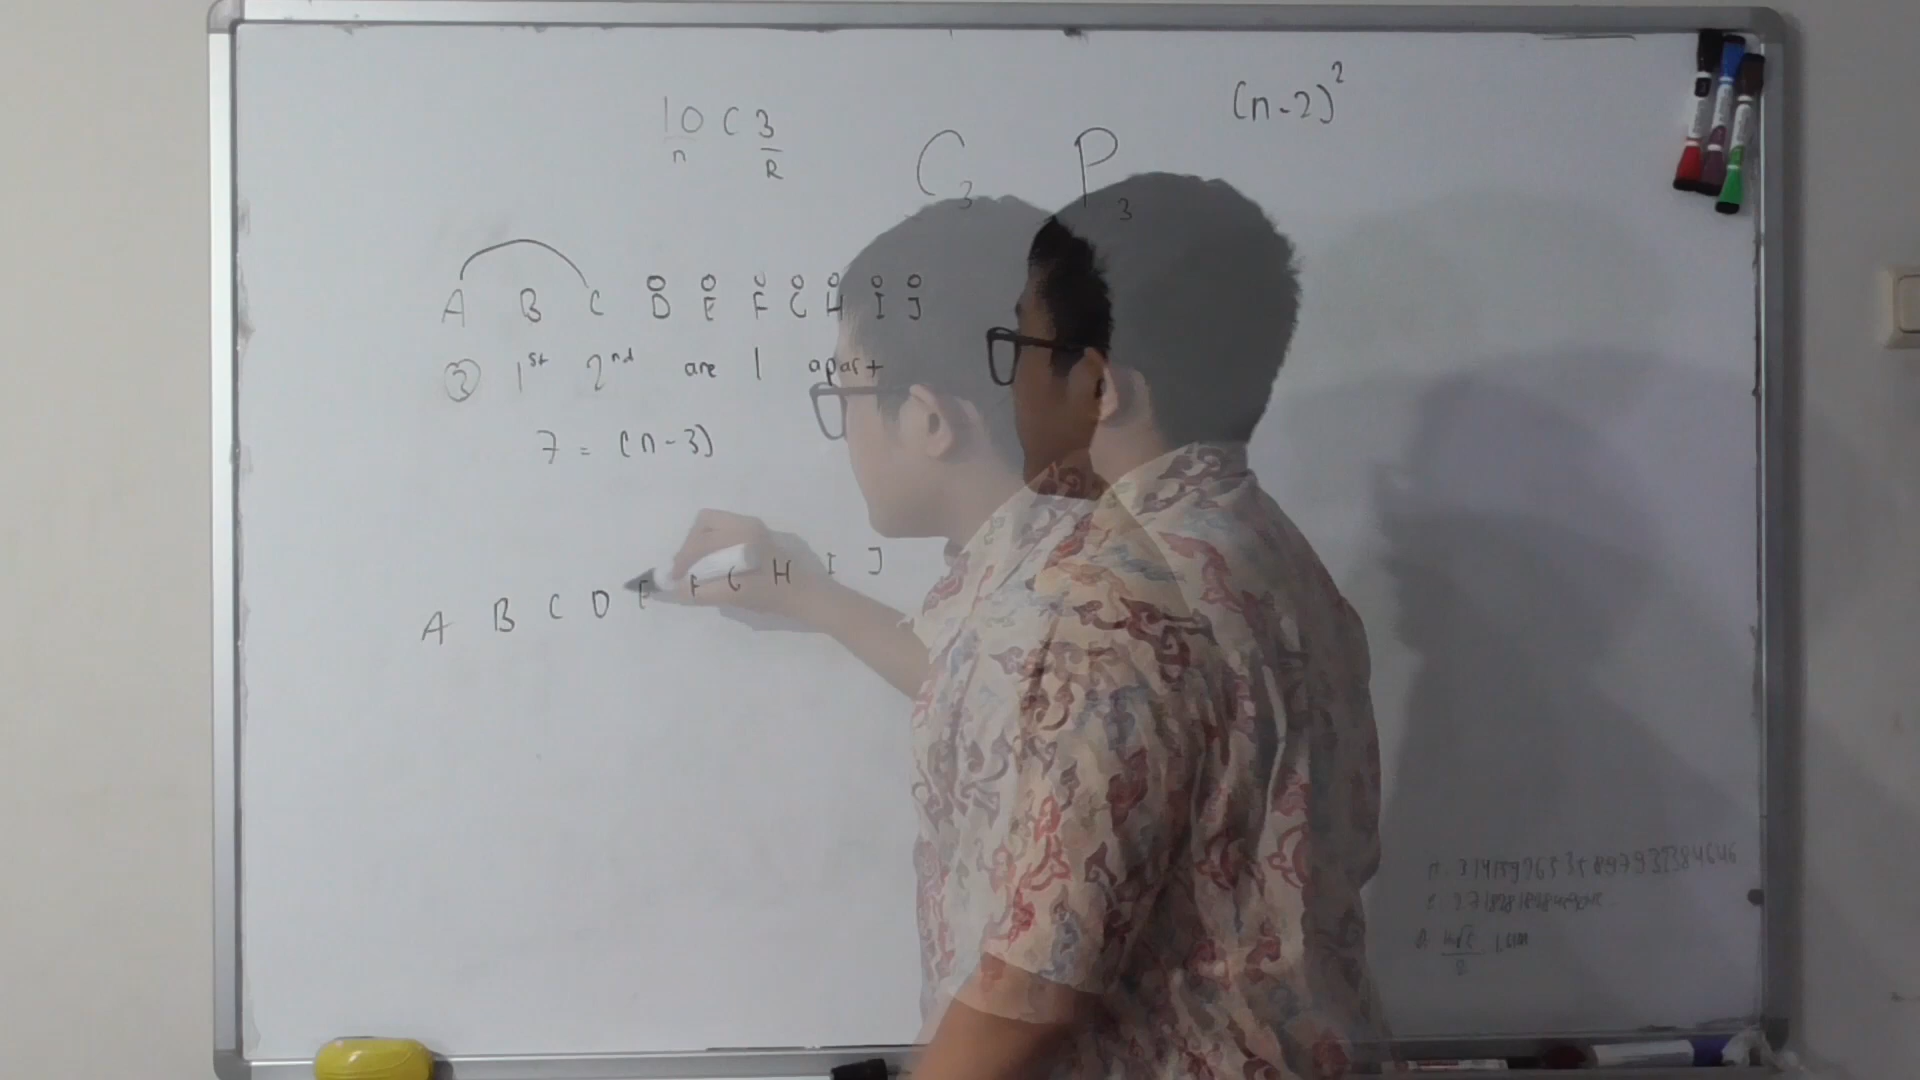 10 C 3
n R
C3 P3
(n-2)²
A B C D E F G H I J
③ 1st 2nd are 1 apart
7 = (n-3)
A B C D E F G H I J